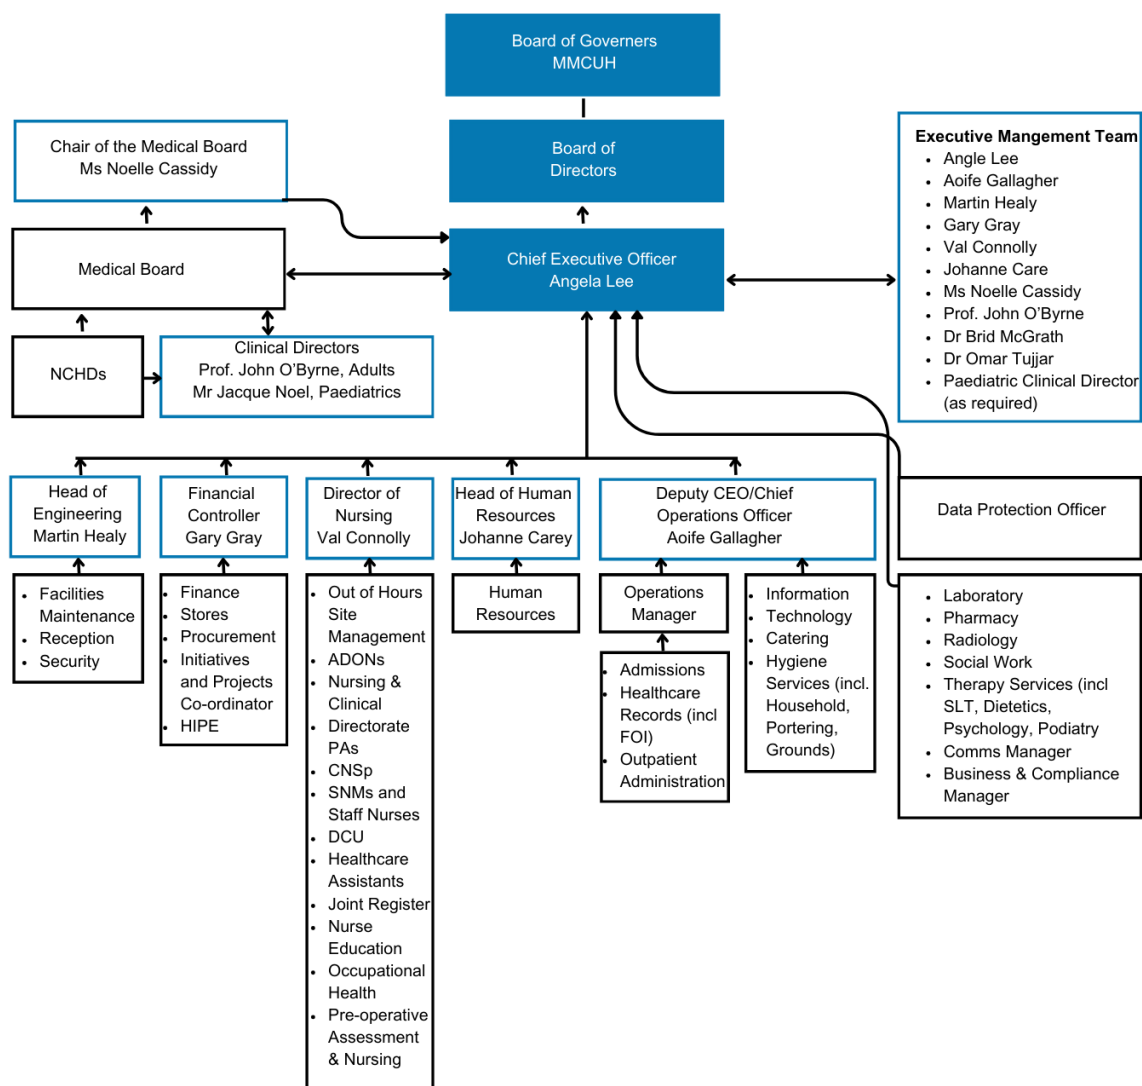 Board of Governers
MMCUH
Board of
Directors
Chair of the Medical Board
Ms Noelle Cassidy
Medical Board
Chief Executive Officer
Angela Lee
Executive Mangement Team
• Angle Lee
• Aoife Gallagher
• Martin Healy
• Gary Gray
• Val Connolly
• Johanne Care
• Ms Noelle Cassidy
• Prof. John O’Byrne
• Dr Brid McGrath
• Dr Omar Tujjar
• Paediatric Clinical Director
(as required)
NCHDs
Clinical Directors
Prof. John O’Byrne, Adults
Mr Jacque Noel, Paediatrics
Head of
Engineering
Martin Healy
Financial
Controller
Gary Gray
Director of
Nursing
Val Connolly
Head of Human
Resources
Johanne Carey
Deputy CEO/Chief
Operations Officer
Aoife Gallagher
Data Protection Officer
• Facilities
Maintenance
• Reception
• Security
• Finance
• Stores
• Procurement
• Initiatives
and Projects
Co-ordinator
• HIPE
• Out of Hours
Site
Management
• ADONs
• Nursing &
Clinical
• Directorate
PAs
• CNSp
• SNMs and
Staff Nurses
• DCU
• Healthcare
Assistants
• Joint Register
• Nurse
Education
• Occupational
Health
• Pre-operative
Assessment
& Nursing
Human
Resources
Operations
Manager
• Admissions
• Healthcare
Records (incl
FOI)
• Outpatient
Administration
• Information
• Technology
• Catering
• Hygiene
Services (incl.
Household,
Portering,
Grounds)
• Laboratory
• Pharmacy
• Radiology
• Social Work
• Therapy Services (incl
SLT, Dietetics,
Psychology, Podiatry
• Comms Manager
• Business & Compliance
Manager